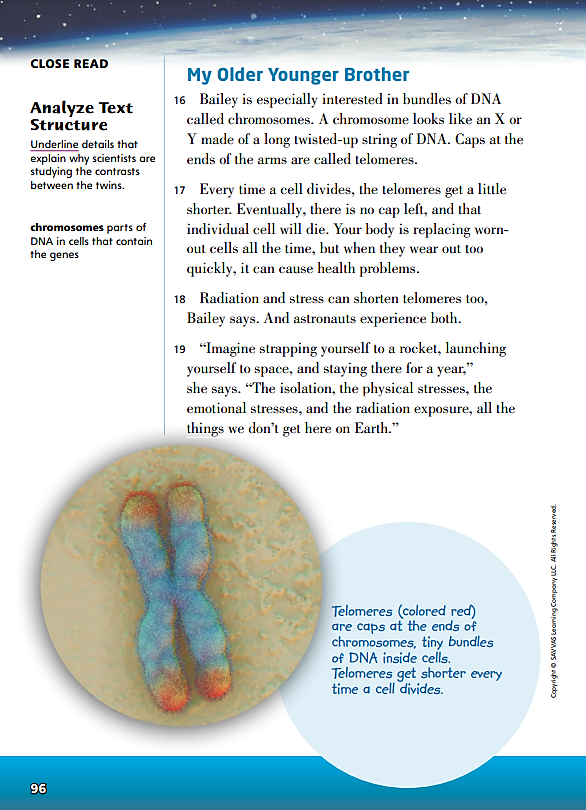 CLOSE READ
Analyze Text
Structure
Underline details that
explain why scientists are
studying the contrasts
between the twins.
chromosomes parts of
DNA in cells that contain
the genes
My Older Younger Brother
16 Bailey is especially interested in bundles of DNA
called chromosomes. A chromosome looks like an X or
Y made of a long twisted-up string of DNA. Caps at the
ends of the arms are called telomeres.
17 Every time a cell divides, the telomeres get a little
shorter. Eventually, there is no cap left, and that
individual cell will die. Your body is replacing worn-
out cells all the time, but when they wear out too
quickly, it can cause health problems.
18 Radiation and stress can shorten telomeres too,
Bailey says. And astronauts experience both.
19 “Imagine strapping yourself to a rocket, launching
yourself to space, and staying there for a year,”
she says. “The isolation, the physical stresses, the
emotional stresses, and the radiation exposure, all the
things we don’t get here on Earth.”
Telomeres (colored red)
are caps at the ends of
chromosomes, tiny bundles
of DNA inside cells.
Telomeres get shorter every
time a cell divides.
Copyright © SAVVAS Learning Company LLC. All Rights Reserved.
96